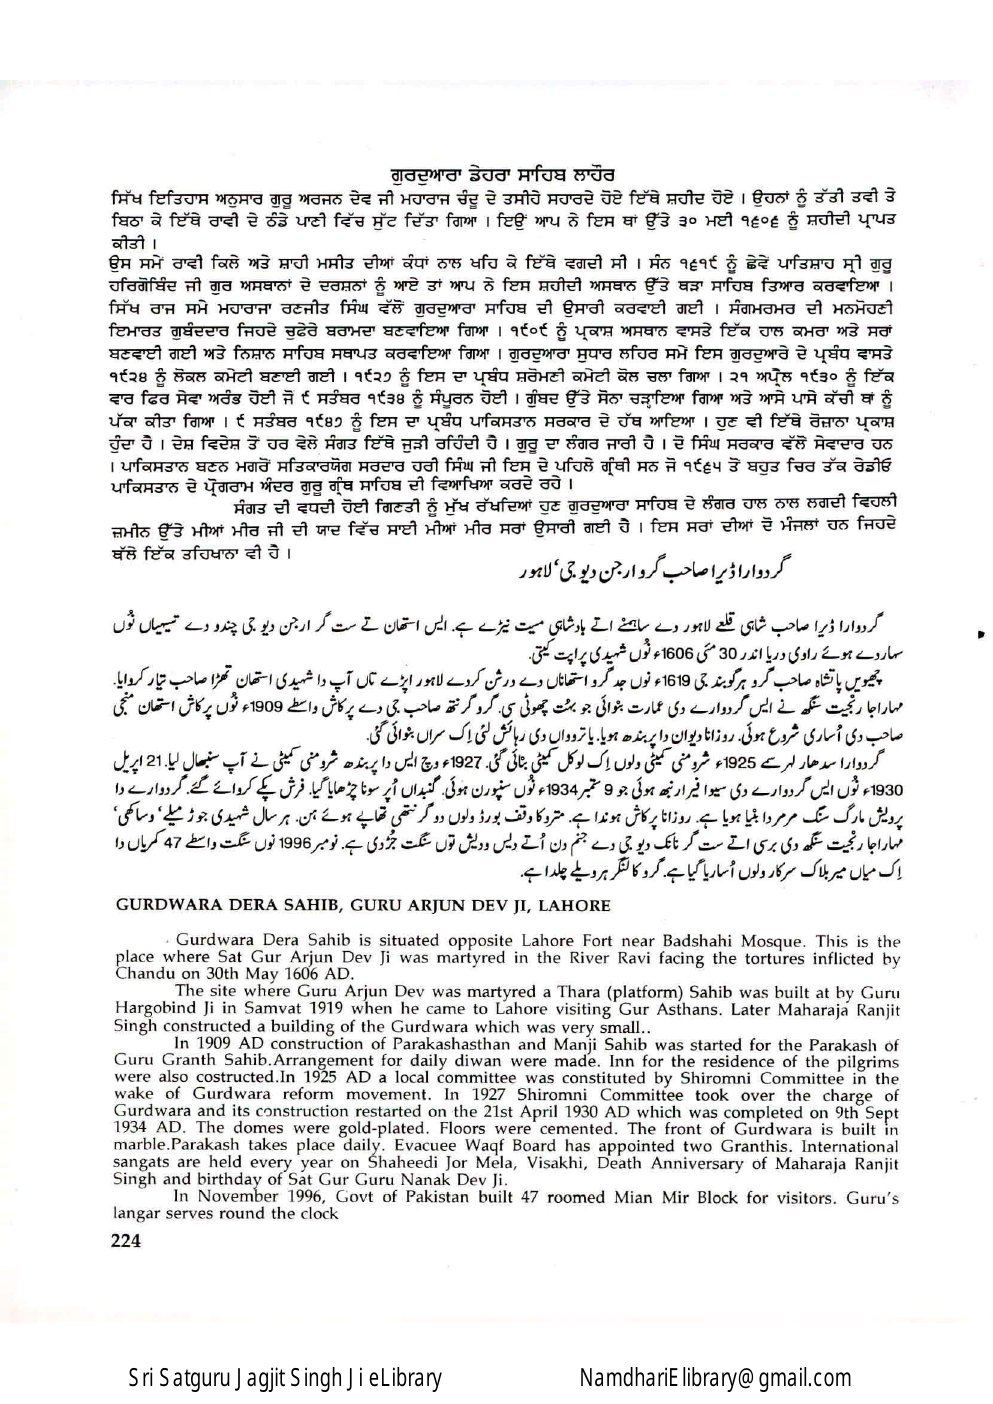 ਗੁਰਦੁਆਰਾ ਡੇਹਰਾ ਸਾਹਿਬ ਲਾਹੌਰ
ਸਿੱਖ ਇਤਿਹਾਸ ਅਨੁਸਾਰ ਗੁਰੂ ਅਰਜਨ ਦੇਵ ਜੀ ਮਹਾਰਾਜ ਚੰਦੂ ਦੇ ਤਸੀਹੇ ਸਹਾਰਦੇ ਹੋਏ ਇੱਥੇ ਸ਼ਹੀਦ ਹੋਏ । ਉਹਨਾਂ ਨੂੰ ਤੱਤੀ ਤਵੀ ਤੇ
ਬਿਠਾ ਕੇ ਇੱਥੇ ਰਾਵੀ ਦੇ ਠੰਡੇ ਪਾਣੀ ਵਿੱਚ ਸੁੱਟ ਦਿੱਤਾ ਗਿਆ । ਇਉਂ ਆਪ ਨੇ ਇਸ ਥਾਂ ਉੱਤੇ ੩੦ ਮਈ ੧੬੦੬ ਨੂੰ ਸ਼ਹੀਦੀ ਪ੍ਰਾਪਤ
ਕੀਤੀ ।
ਉਸ ਸਮੇਂ ਰਾਵੀ ਕਿਲੇ ਅਤੇ ਸ਼ਾਹੀ ਮਸੀਤ ਦੀਆਂ ਕੰਧਾਂ ਨਾਲ ਖਹਿ ਕੇ ਇੱਥੇ ਵਗਦੀ ਸੀ । ਸੰਨ ੧੬੧੯ ਨੂੰ ਛੇਵੇਂ ਪਾਤਿਸ਼ਾਹ ਸ੍ਰੀ ਗੁਰੂ
ਹਰਿਗੋਬਿੰਦ ਜੀ ਗੁਰ ਅਸਥਾਨਾਂ ਦੇ ਦਰਸ਼ਨਾਂ ਨੂੰ ਆਏ ਤਾਂ ਆਪ ਨੇ ਇਸ ਸ਼ਹੀਦੀ ਅਸਥਾਨ ਉੱਤੇ ਥੜਾ ਸਾਹਿਬ ਤਿਆਰ ਕਰਵਾਇਆ ।
ਸਿੱਖ ਰਾਜ ਸਮੇ ਮਹਾਰਾਜਾ ਰਣਜੀਤ ਸਿੰਘ ਵੱਲੋਂ ਗੁਰਦੁਆਰਾ ਸਾਹਿਬ ਦੀ ਉਸਾਰੀ ਕਰਵਾਈ ਗਈ । ਸੰਗਮਰਮਰ ਦੀ ਮਨਮੋਹਣੀ
ਇਮਾਰਤ ਗੁਬੰਦਦਾਰ ਜਿਹਦੇ ਚੁਫੇਰੇ ਬਰਾਮਦਾ ਬਣਵਾਇਆ ਗਿਆ । ੧੯੦੯ ਨੂੰ ਪ੍ਰਕਾਸ਼ ਅਸਥਾਨ ਵਾਸਤੇ ਇੱਕ ਹਾਲ ਕਮਰਾ ਅਤੇ ਸਰਾਂ
ਬਣਵਾਈ ਗਈ ਅਤੇ ਨਿਸ਼ਾਨ ਸਾਹਿਬ ਸਥਾਪਤ ਕਰਵਾਇਆ ਗਿਆ । ਗੁਰਦੁਆਰਾ ਸੁਧਾਰ ਲਹਿਰ ਸਮੇਂ ਇਸ ਗੁਰਦੁਆਰੇ ਦੇ ਪ੍ਰਬੰਧ ਵਾਸਤੇ
੧੯੨੪ ਨੂੰ ਲੋਕਲ ਕਮੇਟੀ ਬਣਾਈ ਗਈ । ੧੯੨੭ ਨੂੰ ਇਸ ਦਾ ਪ੍ਰਬੰਧ ਸ਼ਰੋਮਣੀ ਕਮੇਟੀ ਕੋਲ ਚਲਾ ਗਿਆ । ੨੧ ਅਪ੍ਰੈਲ ੧੯੩੦ ਨੂੰ ਇੱਕ
ਵਾਰ ਫਿਰ ਸੇਵਾ ਅਰੰਭ ਹੋਈ ਜੋ ੯ ਸਤੰਬਰ ੧੯੩੪ ਨੂੰ ਸੰਪੂਰਨ ਹੋਈ । ਗੁੰਬਦ ਉੱਤੇ ਸੋਨਾ ਚੜ੍ਹਾਇਆ ਗਿਆ ਅਤੇ ਆਸੇ ਪਾਸੇ ਕੱਚੀ ਥਾਂ ਨੂੰ
ਪੱਕਾ ਕੀਤਾ ਗਿਆ । ੯ ਸਤੰਬਰ ੧੯੪੭ ਨੂੰ ਇਸ ਦਾ ਪ੍ਰਬੰਧ ਪਾਕਿਸਤਾਨ ਸਰਕਾਰ ਦੇ ਹੱਥ ਆਇਆ । ਹੁਣ ਵੀ ਇੱਥੇ ਰੋਜ਼ਾਨਾ ਪ੍ਰਕਾਸ਼
ਹੁੰਦਾ ਹੈ । ਦੇਸ਼ ਵਿਦੇਸ਼ ਤੋਂ ਹਰ ਵੇਲੇ ਸੰਗਤ ਇੱਥੇ ਜੁੜੀ ਰਹਿੰਦੀ ਹੈ । ਗੁਰੂ ਦਾ ਲੰਗਰ ਜਾਰੀ ਹੈ । ਦੋ ਸਿੰਘ ਸਰਕਾਰ ਵੱਲੋਂ ਸੇਵਾਦਾਰ ਹਨ
। ਪਾਕਿਸਤਾਨ ਬਣਨ ਮਗਰੋਂ ਸਤਿਕਾਰਯੋਗ ਸਰਦਾਰ ਹਰੀ ਸਿੰਘ ਜੀ ਇਸ ਦੇ ਪਹਿਲੇ ਗ੍ਰੰਥੀ ਸਨ ਜੋ ੧੯੬੫ ਤੋਂ ਬਹੁਤ ਚਿਰ ਤੱਕ ਰੇਡੀਓ
ਪਾਕਿਸਤਾਨ ਦੇ ਪ੍ਰੋਗਰਾਮ ਅੰਦਰ ਗੁਰੂ ਗ੍ਰੰਥ ਸਾਹਿਬ ਦੀ ਵਿਆਖਿਆ ਕਰਦੇ ਰਹੇ ।
ਸੰਗਤ ਦੀ ਵਧਦੀ ਹੋਈ ਗਿਣਤੀ ਨੂੰ ਮੁੱਖ ਰੱਖਦਿਆਂ ਹੁਣ ਗੁਰਦੁਆਰਾ ਸਾਹਿਬ ਦੇ ਲੰਗਰ ਹਾਲ ਨਾਲ ਲਗਦੀ ਵਿਹਲੀ
ਜ਼ਮੀਨ ਉੱਤੇ ਮੀਆਂ ਮੀਰ ਜੀ ਦੀ ਯਾਦ ਵਿੱਚ ਸਾਈ ਮੀਆਂ ਮੀਰ ਸਰਾਂ ਉਸਾਰੀ ਗਈ ਹੈ । ਇਸ ਸਰਾਂ ਦੀਆਂ ਦੋ ਮੰਜਲਾਂ ਹਨ ਜਿਹਦੇ
ਥੱਲੇ ਇੱਕ ਤਹਿਖਾਨਾ ਵੀ ਹੈ ।
گردوارا ڈیرا صاحب گرو ارجن دیو جی‘ لاہور
گردوارا ڈیرا صاحب شاہی قلعے لاہور دے ساہمنے اتے بادشاہی میت نیڑے ہے۔ ایس استھان تے ست گر ارجن دیو جی چندو دے تسیہیاں نُوں
سہاردے ہوئے راوی دریا اندر 30 مئی 1606ء نُوں شہیدی پراپت کیتی۔
چھیویں پاتشاہ صاحب گرو ہرگوبند جی 1619ء نوں جد گرو استھاناں دے درشن کردے لاہور اپڑے تاں آپ دا شہیدی استھان تھڑا صاحب تیار کروایا۔
مہاراجا رنجیت سنگھ نے ایس گردوارے دی عمارت بنوائی جو بہُت چھوٹی سی۔ گرو گرنتھ صاحب جی دے پرکاش واسطے 1909ء نُوں پرکاش استھان منجی
صاحب دی اُساری شروع ہوئی۔ روزانا دیوان دا پربندھ ہویا۔ یاترواں دی رہائش لئی اِک سراں بنوائی گئی۔
گردوارا سدھار لہر سے 1925ء شرومنی کمیٹی ولوں اِک لوکل کمیٹی بنائی گئی۔ 1927ء وچ ایس دا پربندھ شرومنی کمیٹی نے آپ سنبھال لیا۔ 21 اپریل
1930ء نُوں ایس گردوارے دی سیوا فیر ارنبھ ہوئی جو 9 ستمبر 1934ء نُوں سنپورن ہوئی۔ گنبداں اُپر سونا چڑھایا گیا۔ فرش پکے کروائے گئے۔ گردوارے دا
پرویش مارگ سنگ مرمر دا بنیا ہویا ہے۔ روزانا پرکاش ہوندا ہے۔ متروکا وقف بورڈ ولوں دو گرنتھی تھاپے ہوئے ہن۔ ہر سال شہیدی جوڑ میلے‘ وساکھی‘
مہاراجا رنجیت سنگھ دی برسی اتے ست گر نانک دیو جی دے جنم دن اُتے دیس ودیش توں سنگت جُڑدی ہے۔ نومبر 1996 نوں سنگت واسطے 47 کمریاں دا
اِک میاں میر بلاک سرکار ولوں اُساریا گیا ہے۔ گرو کا لنگر ہر ویلے چلدا ہے۔
GURDWARA DERA SAHIB, GURU ARJUN DEV JI, LAHORE
Gurdwara Dera Sahib is situated opposite Lahore Fort near Badshahi Mosque. This is the
place where Sat Gur Arjun Dev Ji was martyred in the River Ravi facing the tortures inflicted by
Chandu on 30th May 1606 AD.
The site where Guru Arjun Dev was martyred a Thara (platform) Sahib was built at by Guru
Hargobind Ji in Samvat 1919 when he came to Lahore visiting Gur Asthans. Later Maharaja Ranjit
Singh constructed a building of the Gurdwara which was very small..
In 1909 AD construction of Parakashasthan and Manji Sahib was started for the Parakash of
Guru Granth Sahib.Arrangement for daily diwan were made. Inn for the residence of the pilgrims
were also costructed.In 1925 AD a local committee was constituted by Shiromni Committee in the
wake of Gurdwara reform movement. In 1927 Shiromni Committee took over the charge of
Gurdwara and its construction restarted on the 21st April 1930 AD which was completed on 9th Sept
1934 AD. The domes were gold-plated. Floors were cemented. The front of Gurdwara is built in
marble.Parakash takes place daily. Evacuee Waqf Board has appointed two Granthis. International
sangats are held every year on Shaheedi Jor Mela, Visakhi, Death Anniversary of Maharaja Ranjit
Singh and birthday of Sat Gur Guru Nanak Dev Ji.
In November 1996, Govt of Pakistan built 47 roomed Mian Mir Block for visitors. Guru's
langar serves round the clock
224
Sri Satguru Jagjit Singh Ji eLibrary NamdhariElibrary@gmail.com